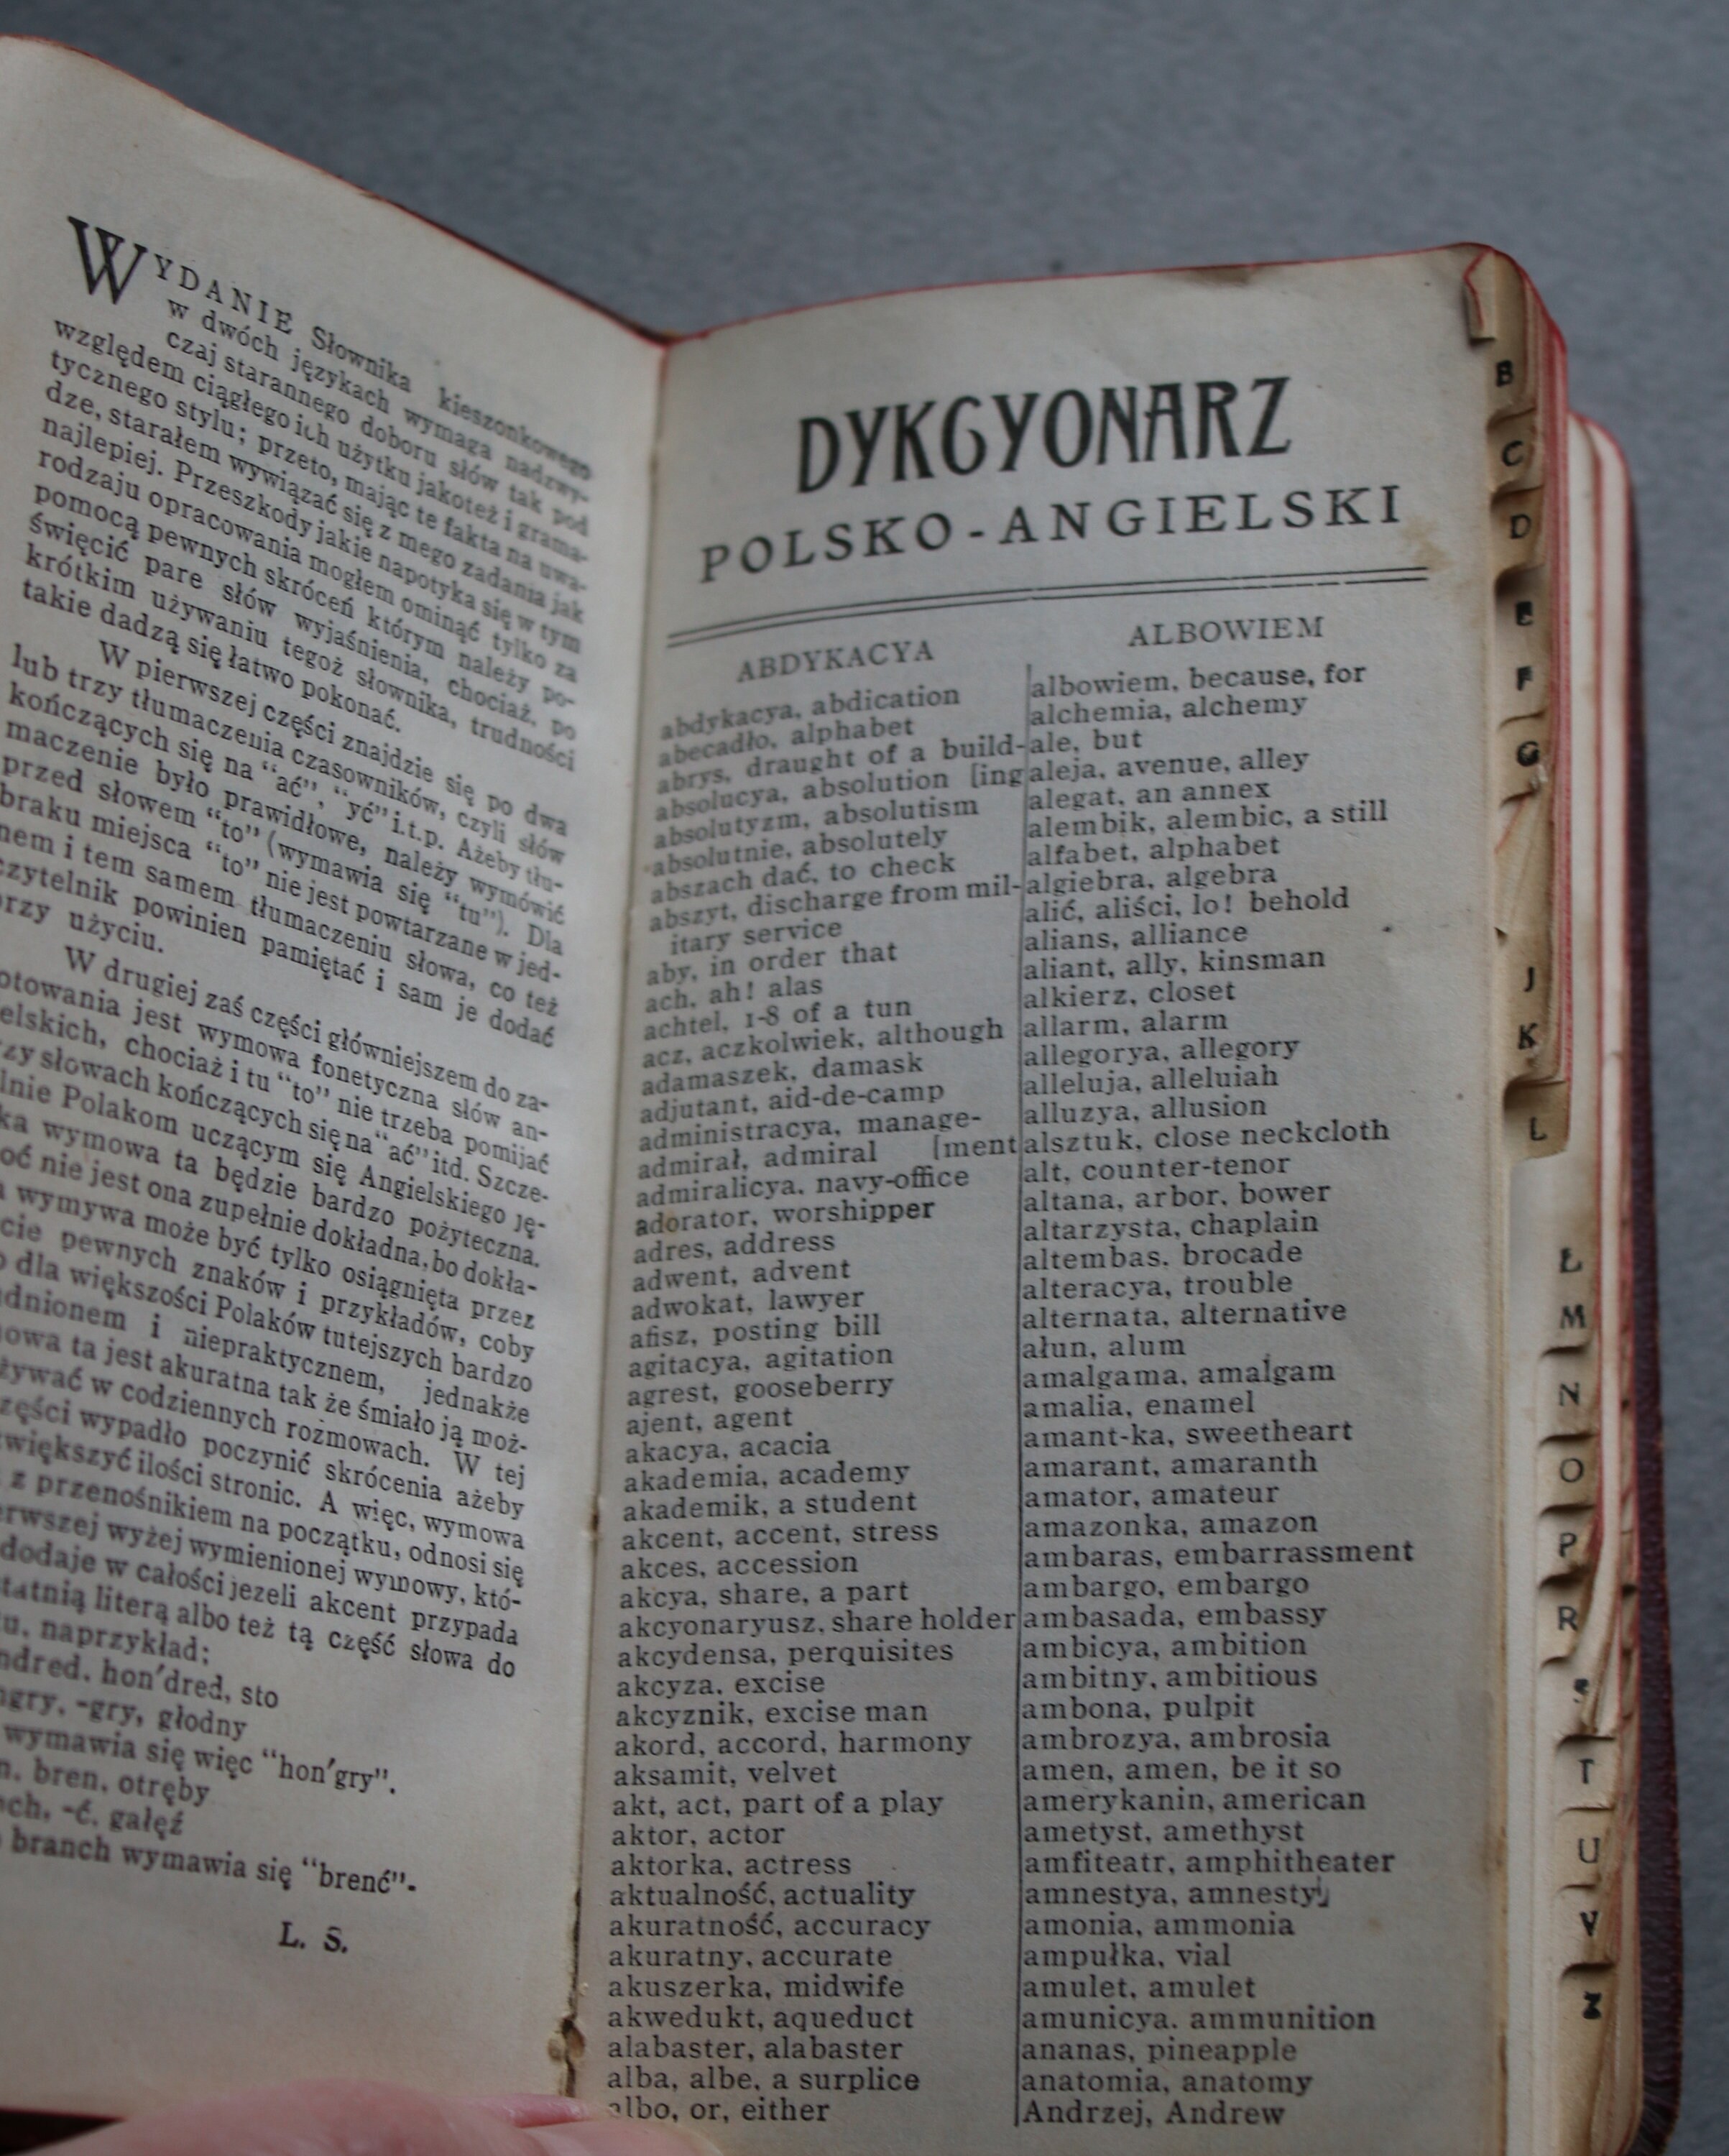 WYDANIE Słownika kieszonkowego
w dwóch językach wymaga nadzwy-
czaj starannego doboru słów tak pod
względem ciągłego ich użytku jakoteż i grama-
tycznego stylu; przeto, mając te fakta na uwa-
dze, starałem wywiązać się z mego zadania jak
najlepiej. Przeszkody jakie napotyka się w tym
rodzaju opracowania mogłem ominąć tylko za
pomocą pewnych skróceń którym należy po-
święcić pare słów wyjaśnienia, chociaż, po
krótkim używaniu tegoż słownika, trudności
takie dadzą się łatwo pokonać.
W pierwszej części znajdzie się po dwa
lub trzy tłumaczenia czasowników, czyli słów
kończących się na "ać", "yć" i.t.p. Ażeby tłu-
maczenie było prawidłowe, należy wymówić
przed słowem "to" (wymawia się "tu"). Dla
braku miejsca "to" nie jest powtarzane w jed-
nem i tem samem tłumaczeniu słowa, co też
czytelnik powinien pamiętać i sam je dodać
przy użyciu.
W drugiej zaś części główniejszem do za-
otowania jest wymowa fonetyczna słów an-
elskich, chociaż i tu "to" nie trzeba pomijać
zy słowach kończących się na "ać" itd. Szcze-
lnie Polakom uczącym się Angielskiego ję-
ka wymowa ta będzie bardzo pożyteczna.
oć nie jest ona zupełnie dokładna, bo dokła-
wymywa może być tylko osiągnięta przez
cie pewnych znaków i przykładów, coby
dla większości Polaków tutejszych bardzo
dnionem i niepraktycznem, jednakże
owa ta jest akuratna tak że śmiało ją moż-
żywać w codziennych rozmowach. W tej
zęści wypadło poczynić skrócenia ażeby
większyć ilości stronic. A więc, wymowa
z przenośnikiem na początku, odnosi się
erwszej wyżej wymienionej wymowy, któ-
dodaje w całości jezeli akcent przypada
tatnią literą albo też tą część słowa do
u, naprzykład;
ndred. hon'dred, sto
ngry, -gry, głodny
wymawia się więc "hon'gry".
n. bren, otręby
ch, -ć, gałęź
branch wymawia się "brenć".
L. S.
DYKCYONARZ
POLSKO-ANGIELSKI
ABDYKACYA
abdykacya, abdication
abecadło, alphabet
abrys, draught of a build-
absolucya, absolution [ing
absolutyzm, absolutism
absolutnie, absolutely
abszach dać, to check
abszyt, discharge from mil-
itary service
aby, in order that
ach, ah! alas
achtel, 1-8 of a tun
acz, aczkolwiek, although
adamaszek, damask
adjutant, aid-de-camp
administracya, manage-
admirał, admiral [ment
admiralicya. navy-office
adorator, worshipper
adres, address
adwent, advent
adwokat, lawyer
afisz, posting bill
agitacya, agitation
agrest, gooseberry
ajent, agent
akacya, acacia
akademia, academy
akademik, a student
akcent, accent, stress
akces, accession
akcya, share, a part
akcyonaryusz, share holder
akcydensa, perquisites
akcyza. excise
akcyznik, excise man
akord, accord, harmony
aksamit, velvet
akt, act, part of a play
aktor, actor
aktorka, actress
aktualność, actuality
akuratność, accuracy
akuratny, accurate
akuszerka, midwife
akwedukt, aqueduct
alabaster, alabaster
alba, albe, a surplice
albo, or, either
ALBOWIEM
albowiem, because, for
alchemia, alchemy
ale, but
aleja, avenue, alley
alegat, an annex
alembik, alembic, a still
alfabet, alphabet
algiebra, algebra
alić, aliści, lo! behold
alians, alliance
aliant, ally, kinsman
alkierz, closet
allarm, alarm
allegorya, allegory
alleluja, alleluiah
alluzya, allusion
alsztuk, close neckcloth
alt, counter-tenor
altana, arbor, bower
altarzysta, chaplain
altembas. brocade
alteracya, trouble
alternata, alternative
ałun, alum
amalgama, amalgam
amalia, enamel
amant-ka, sweetheart
amarant, amaranth
amator, amateur
amazonka, amazon
ambaras, embarrassment
ambargo, embargo
ambasada, embassy
ambicya, ambition
ambitny, ambitious
ambona, pulpit
ambrozya, ambrosia
amen, amen, be it so
amerykanin, american
ametyst, amethyst
amfiteatr, amphitheater
amnestya, amnesty
amonia, ammonia
ampułka, vial
amulet, amulet
amunicya. ammunition
ananas, pineapple
anatomia, anatomy
Andrzej, Andrew
B
C
D
E
F
G
J
K
L
Ł
M
N
O
P
R
S
T
U
Y
Z